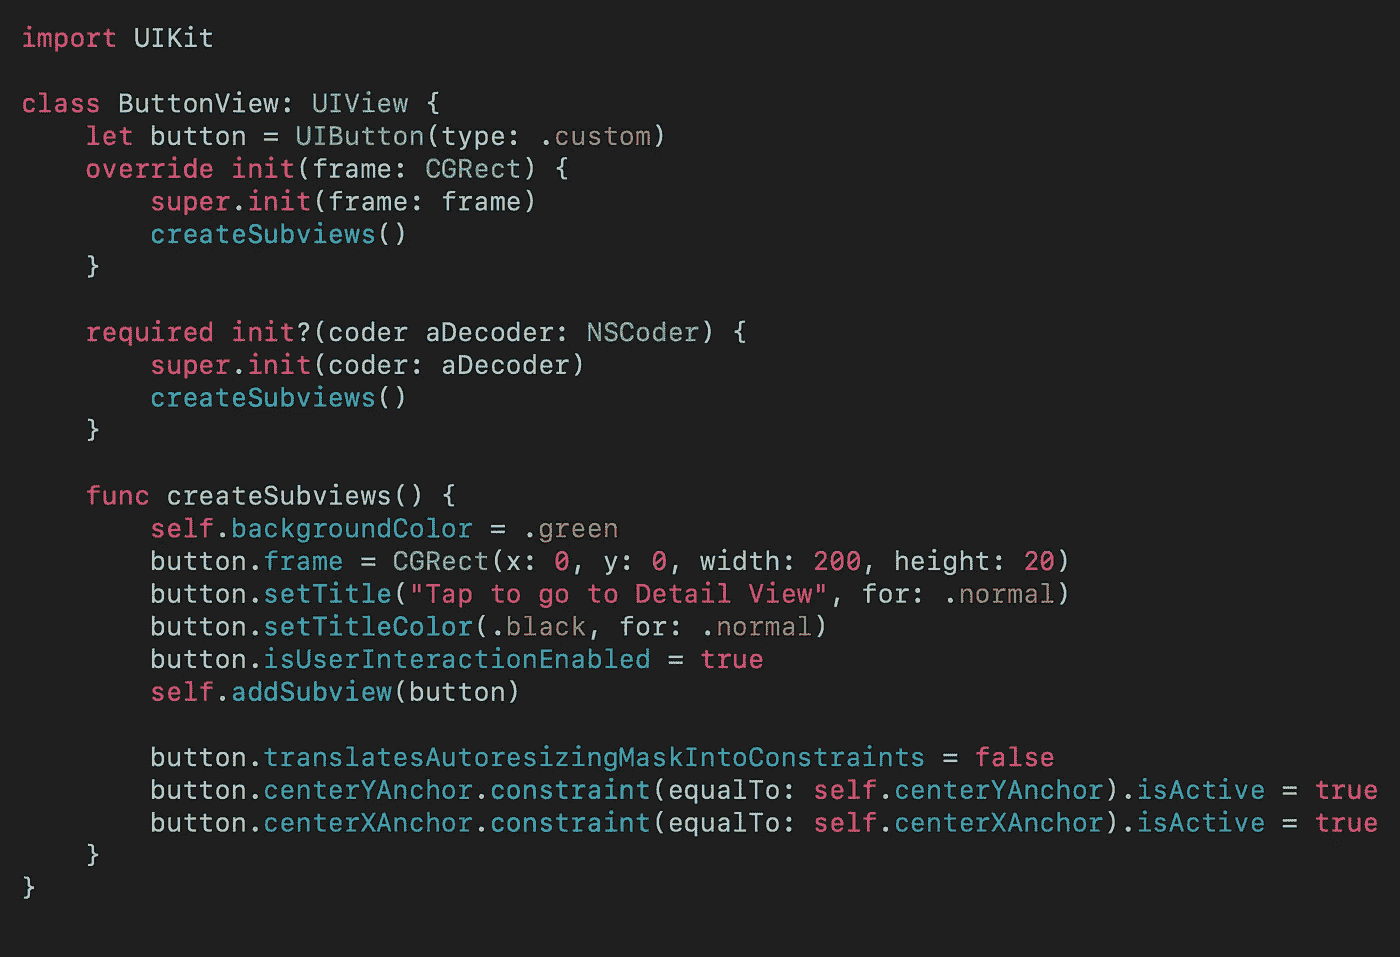 import UIKit

class ButtonView: UIView {
    let button = UIButton(type: .custom)
    override init(frame: CGRect) {
        super.init(frame: frame)
        createSubviews()
    }

    required init?(coder aDecoder: NSCoder) {
        super.init(coder: aDecoder)
        createSubviews()
    }

    func createSubviews() {
        self.backgroundColor = .green
        button.frame = CGRect(x: 0, y: 0, width: 200, height: 20)
        button.setTitle("Tap to go to Detail View", for: .normal)
        button.setTitleColor(.black, for: .normal)
        button.isUserInteractionEnabled = true
        self.addSubview(button)

        button.translatesAutoresizingMaskIntoConstraints = false
        button.centerYAnchor.constraint(equalTo: self.centerYAnchor).isActive = true
        button.centerXAnchor.constraint(equalTo: self.centerXAnchor).isActive = true
    }
}